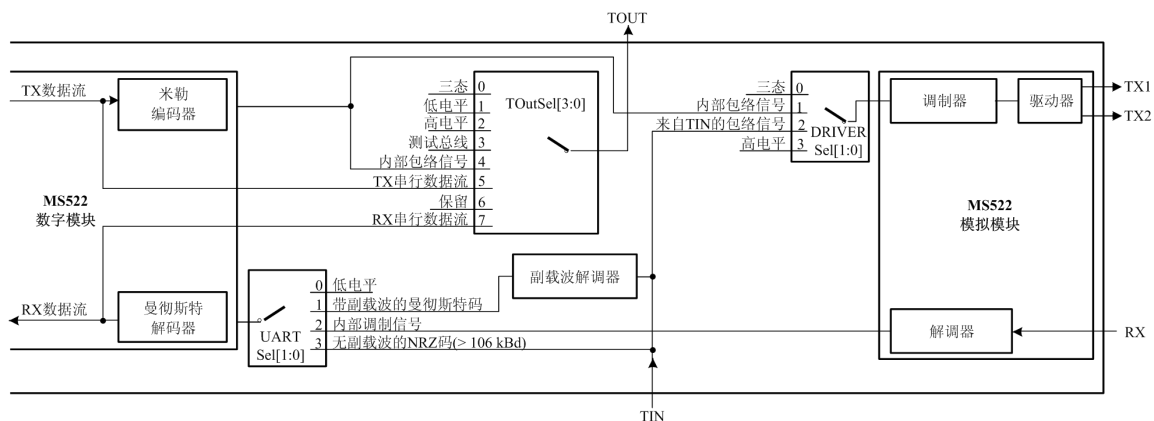 TOUT
TX数据流
米勒
编码器
三态 0
低电平 1
高电平 2
测试总线 3
内部包络信号 4
TX串行数据流 5
保留 6
RX串行数据流 7
TOutSel[3:0]
三态 0
内部包络信号 1
来自TIN的包络信号 2
高电平 3
DRIVER
Sel[1:0]
调制器
驱动器
TX1
TX2
MS522
数字模块
MS522
模拟模块
RX数据流
曼彻斯特
解码器
UART
Sel[1:0]
0 低电平
1 带副载波的曼彻斯特码
2 内部调制信号
3 无副载波的NRZ码(> 106 kBd)
副载波解调器
解调器
RX
TIN